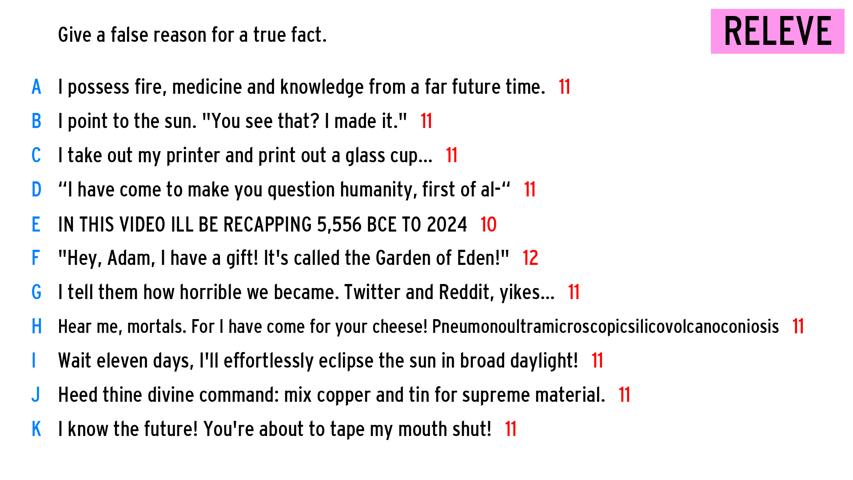 Give a false reason for a true fact.
RELEVE
A I possess fire, medicine and knowledge from a far future time. 11
B I point to the sun. "You see that? I made it." 11
C I take out my printer and print out a glass cup... 11
D “I have come to make you question humanity, first of al-“ 11
E IN THIS VIDEO ILL BE RECAPPING 5,556 BCE TO 2024 10
F "Hey, Adam, I have a gift! It's called the Garden of Eden!" 12
G I tell them how horrible we became. Twitter and Reddit, yikes... 11
H Hear me, mortals. For I have come for your cheese! Pneumonoultramicroscopicsilicovolcanoconiosis 11
I Wait eleven days, I'll effortlessly eclipse the sun in broad daylight! 11
J Heed thine divine command: mix copper and tin for supreme material. 11
K I know the future! You're about to tape my mouth shut! 11